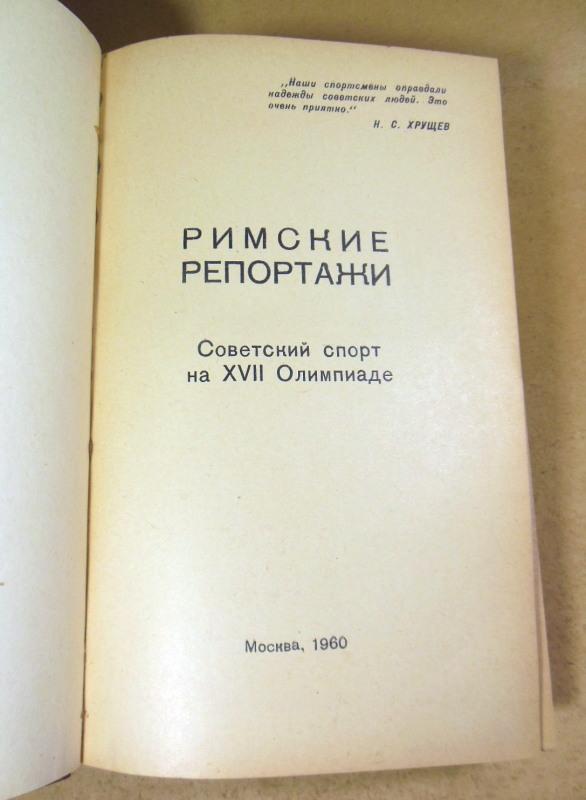 „Наши спортсмены оправдали
надежды советских людей. Это
очень приятно."
Н. С. ХРУЩЕВ
РИМСКИЕ
РЕПОРТАЖИ
Советский спорт
на XVII Олимпиаде
Москва, 1960